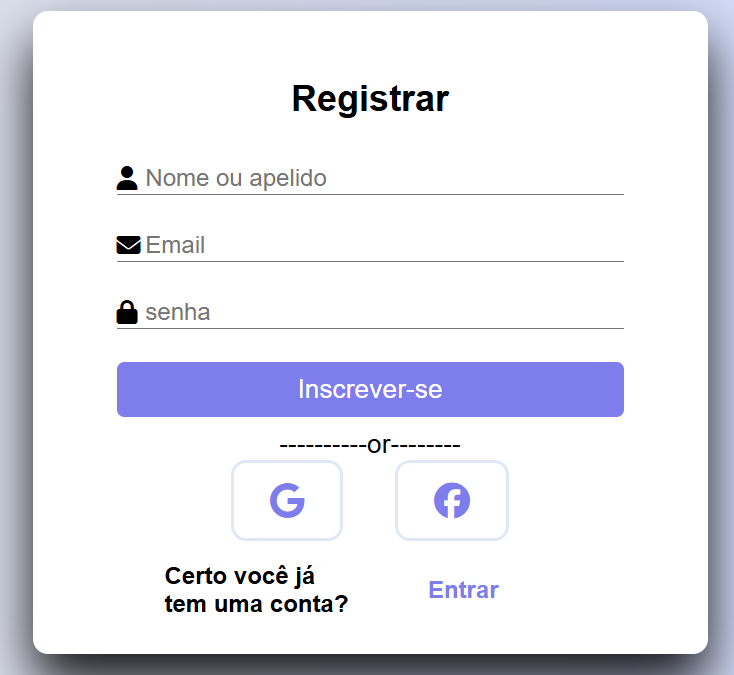 Registrar
Nome ou apelido
Email
senha
Inscrever-se
----------or--------
Certo você já
tem uma conta?
Entrar